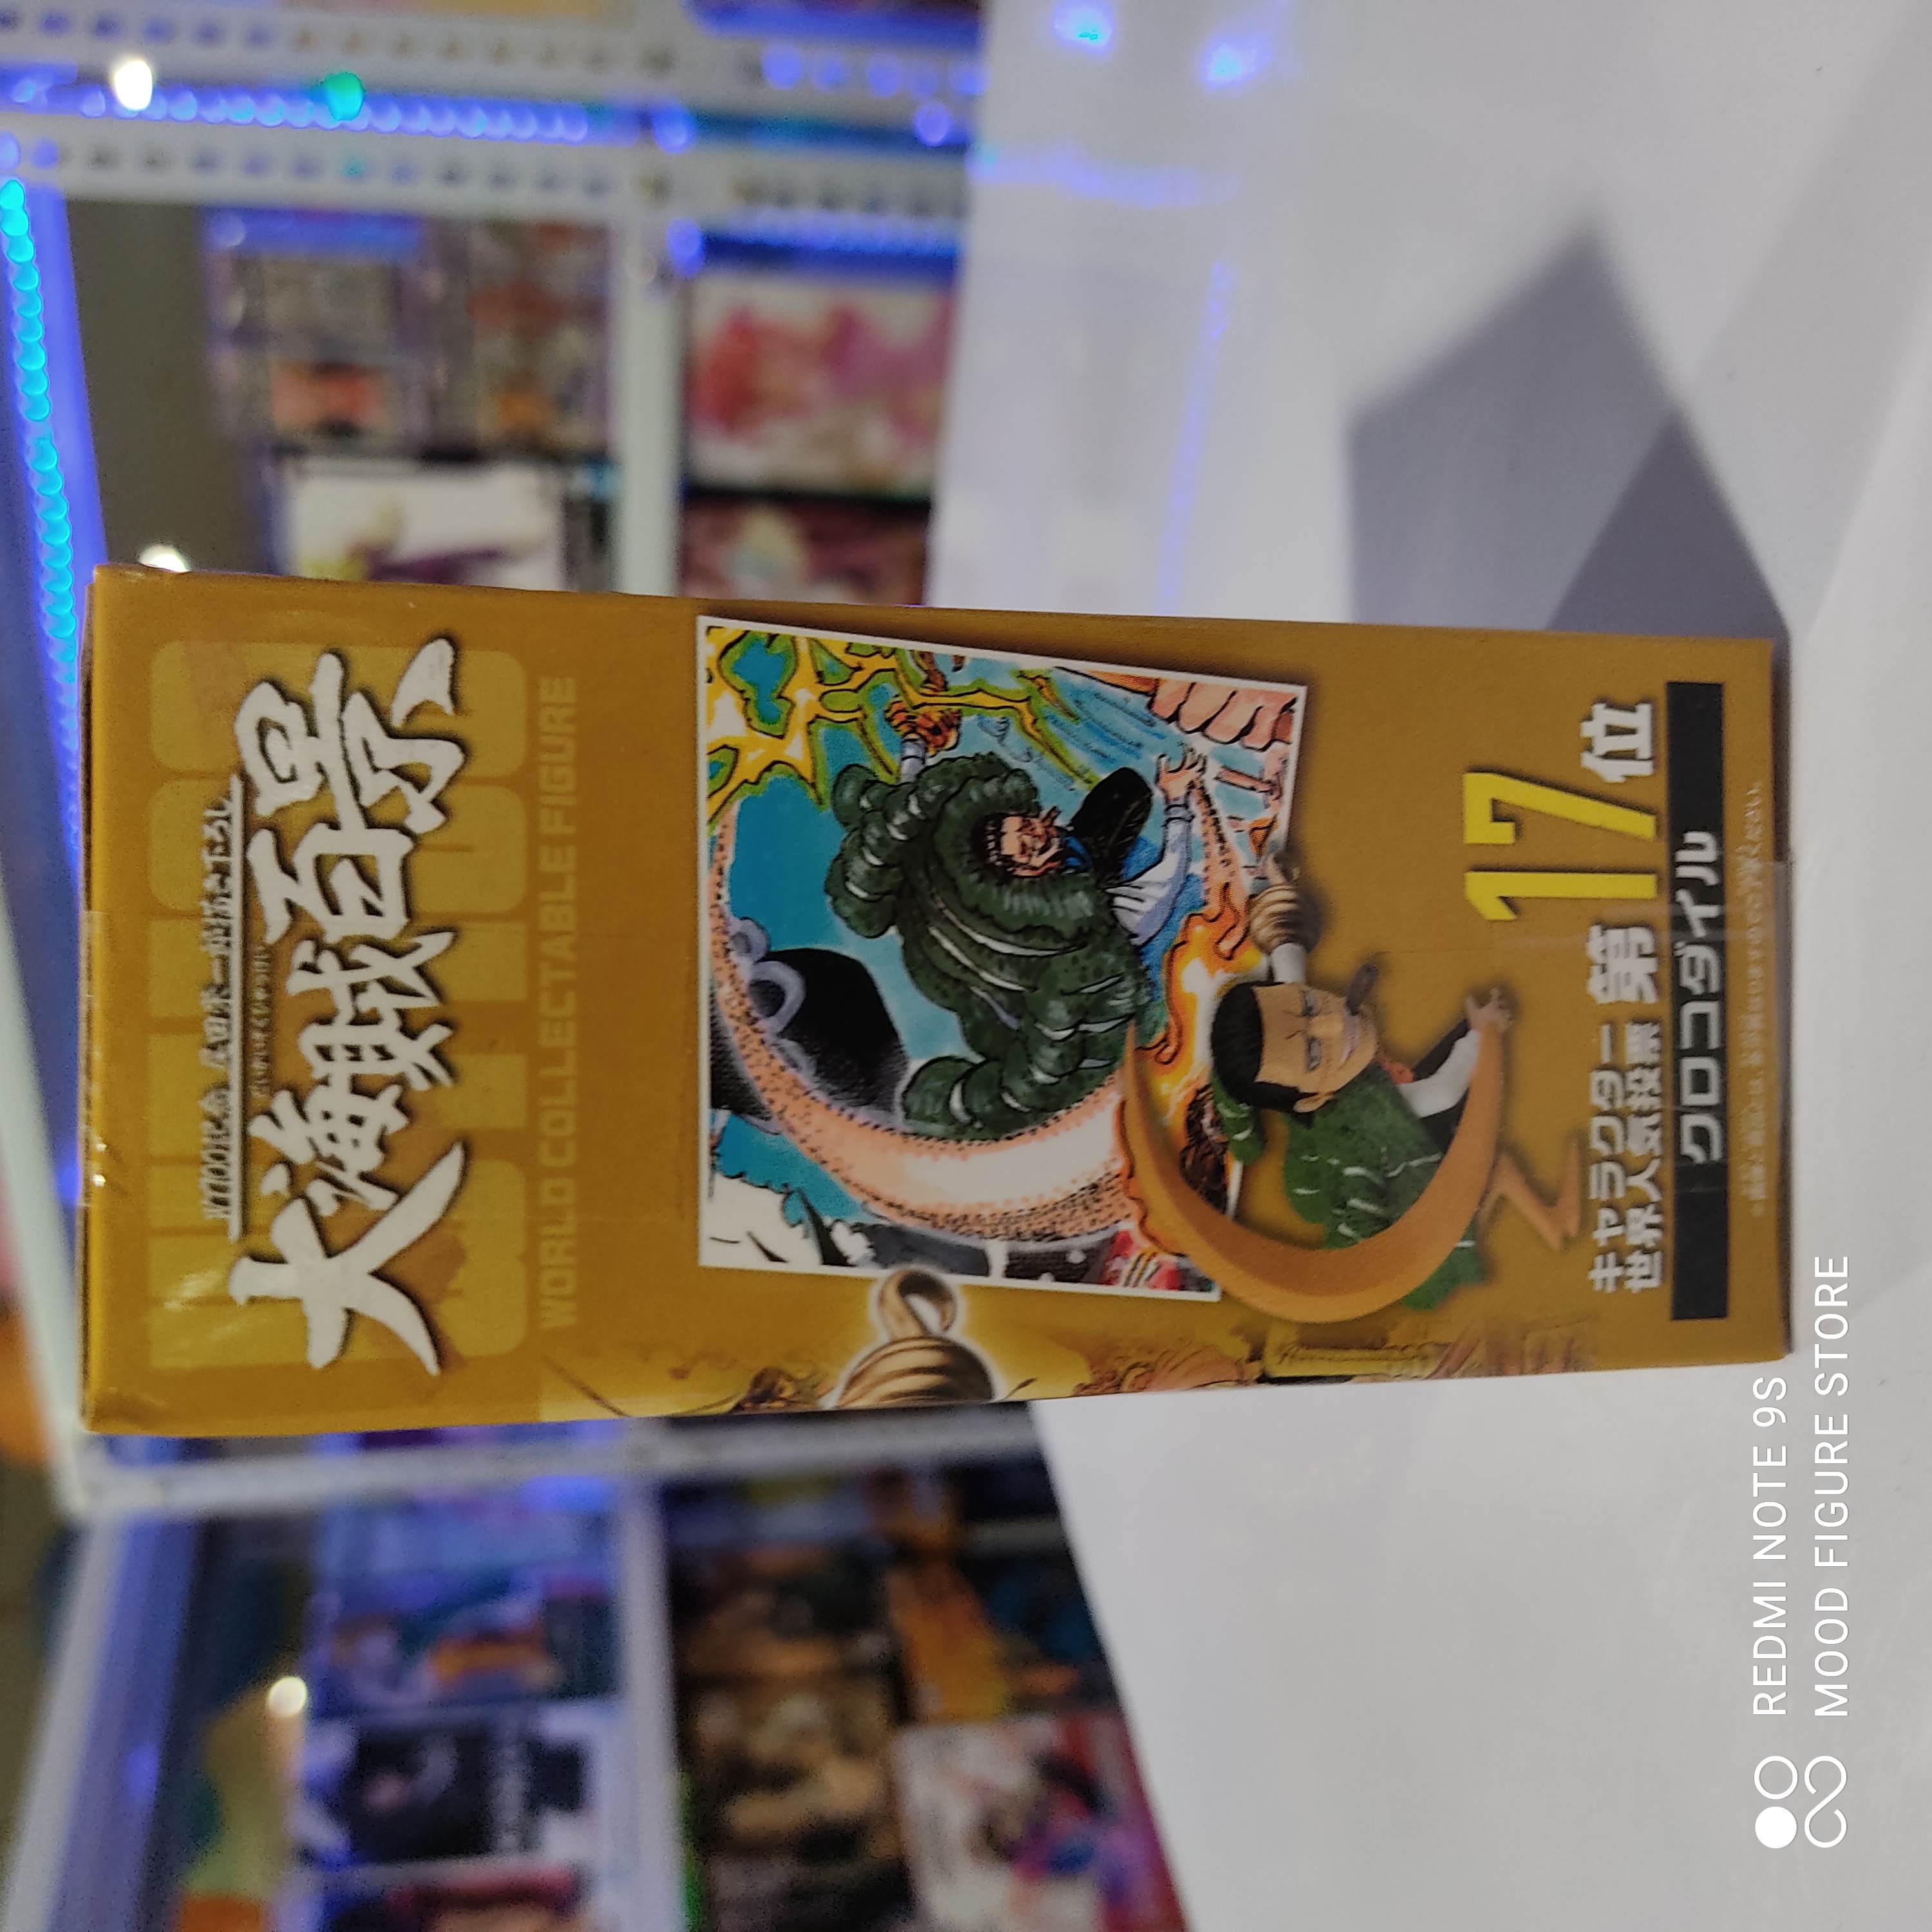 大海賊百景
WORLD COLLECTABLE FIGURE
キャラクター
世界人気投票
第17位
クロコダイル
REDMI NOTE 9S
MOOD FIGURE STORE